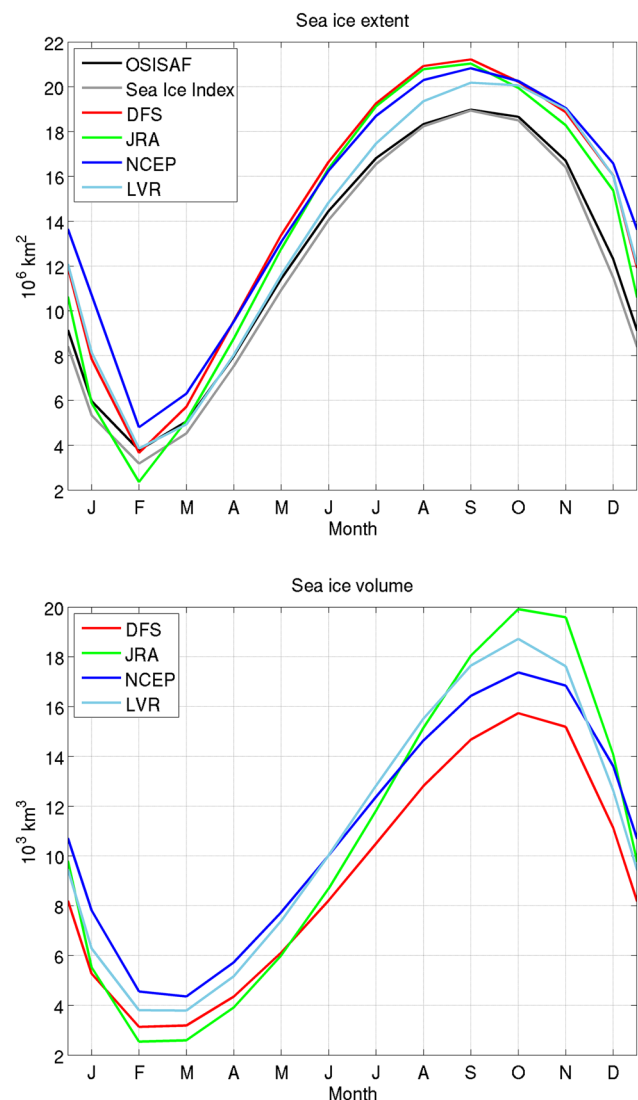 Sea ice extent
22
20
18
16
14
12
10
8
6
4
2
10⁶ km²
OSISAF
Sea Ice Index
DFS
JRA
NCEP
LVR
J F M A M J J A S O N D
Month
Sea ice volume
20
18
16
14
12
10
8
6
4
2
10³ km³
DFS
JRA
NCEP
LVR
J F M A M J J A S O N D
Month